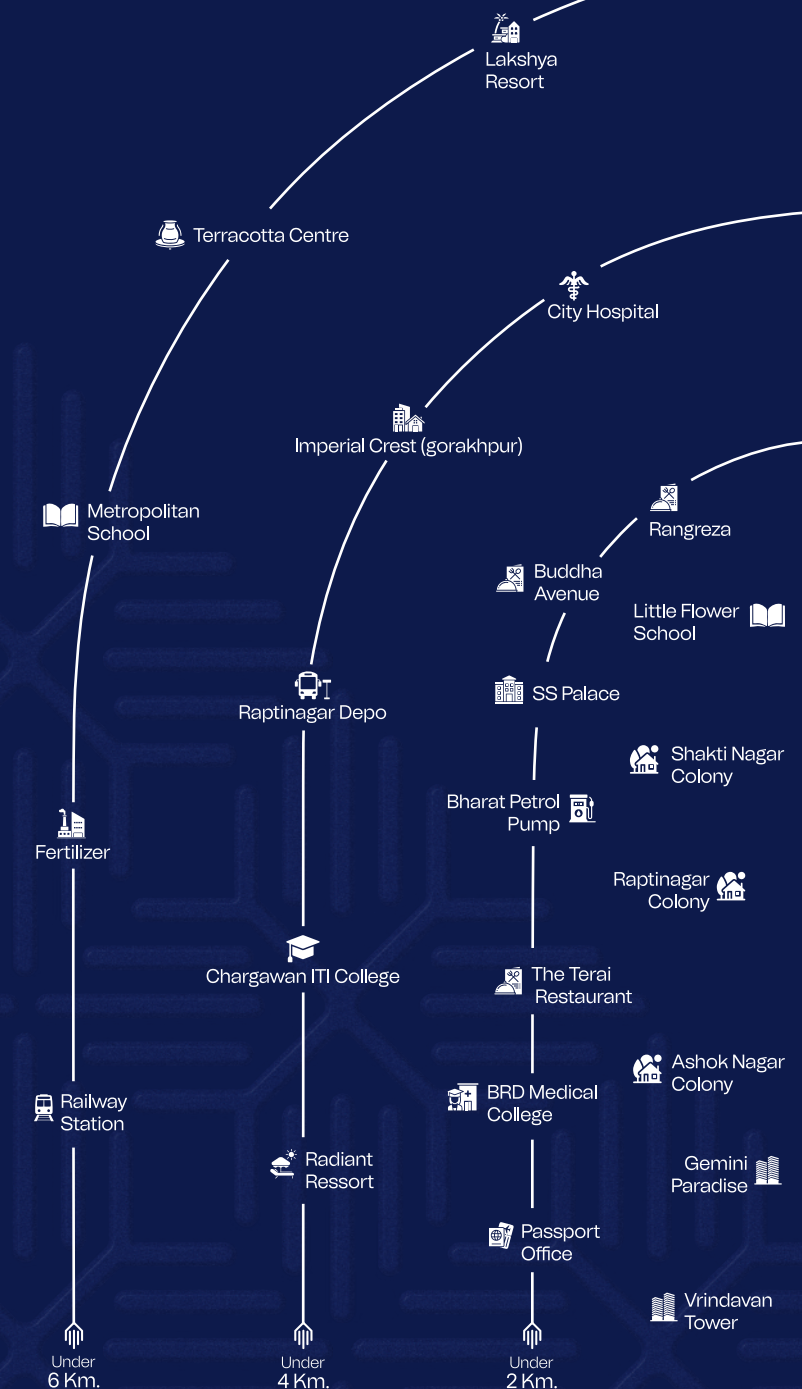 Lakshya
Resort
Terracotta Centre
City Hospital
Imperial Crest (gorakhpur)
Metropolitan
School
Rangreza
Buddha
Avenue
Little Flower
School
SS Palace
Raptinagar Depo
Shakti Nagar
Colony
Bharat Petrol
Pump
Fertilizer
Raptinagar
Colony
Chargawan ITI College
The Terai
Restaurant
Ashok Nagar
Colony
BRD Medical
College
Railway
Station
Radiant
Ressort
Gemini
Paradise
Passport
Office
Vrindavan
Tower
Under
6 Km.
Under
4 Km.
Under
2 Km.